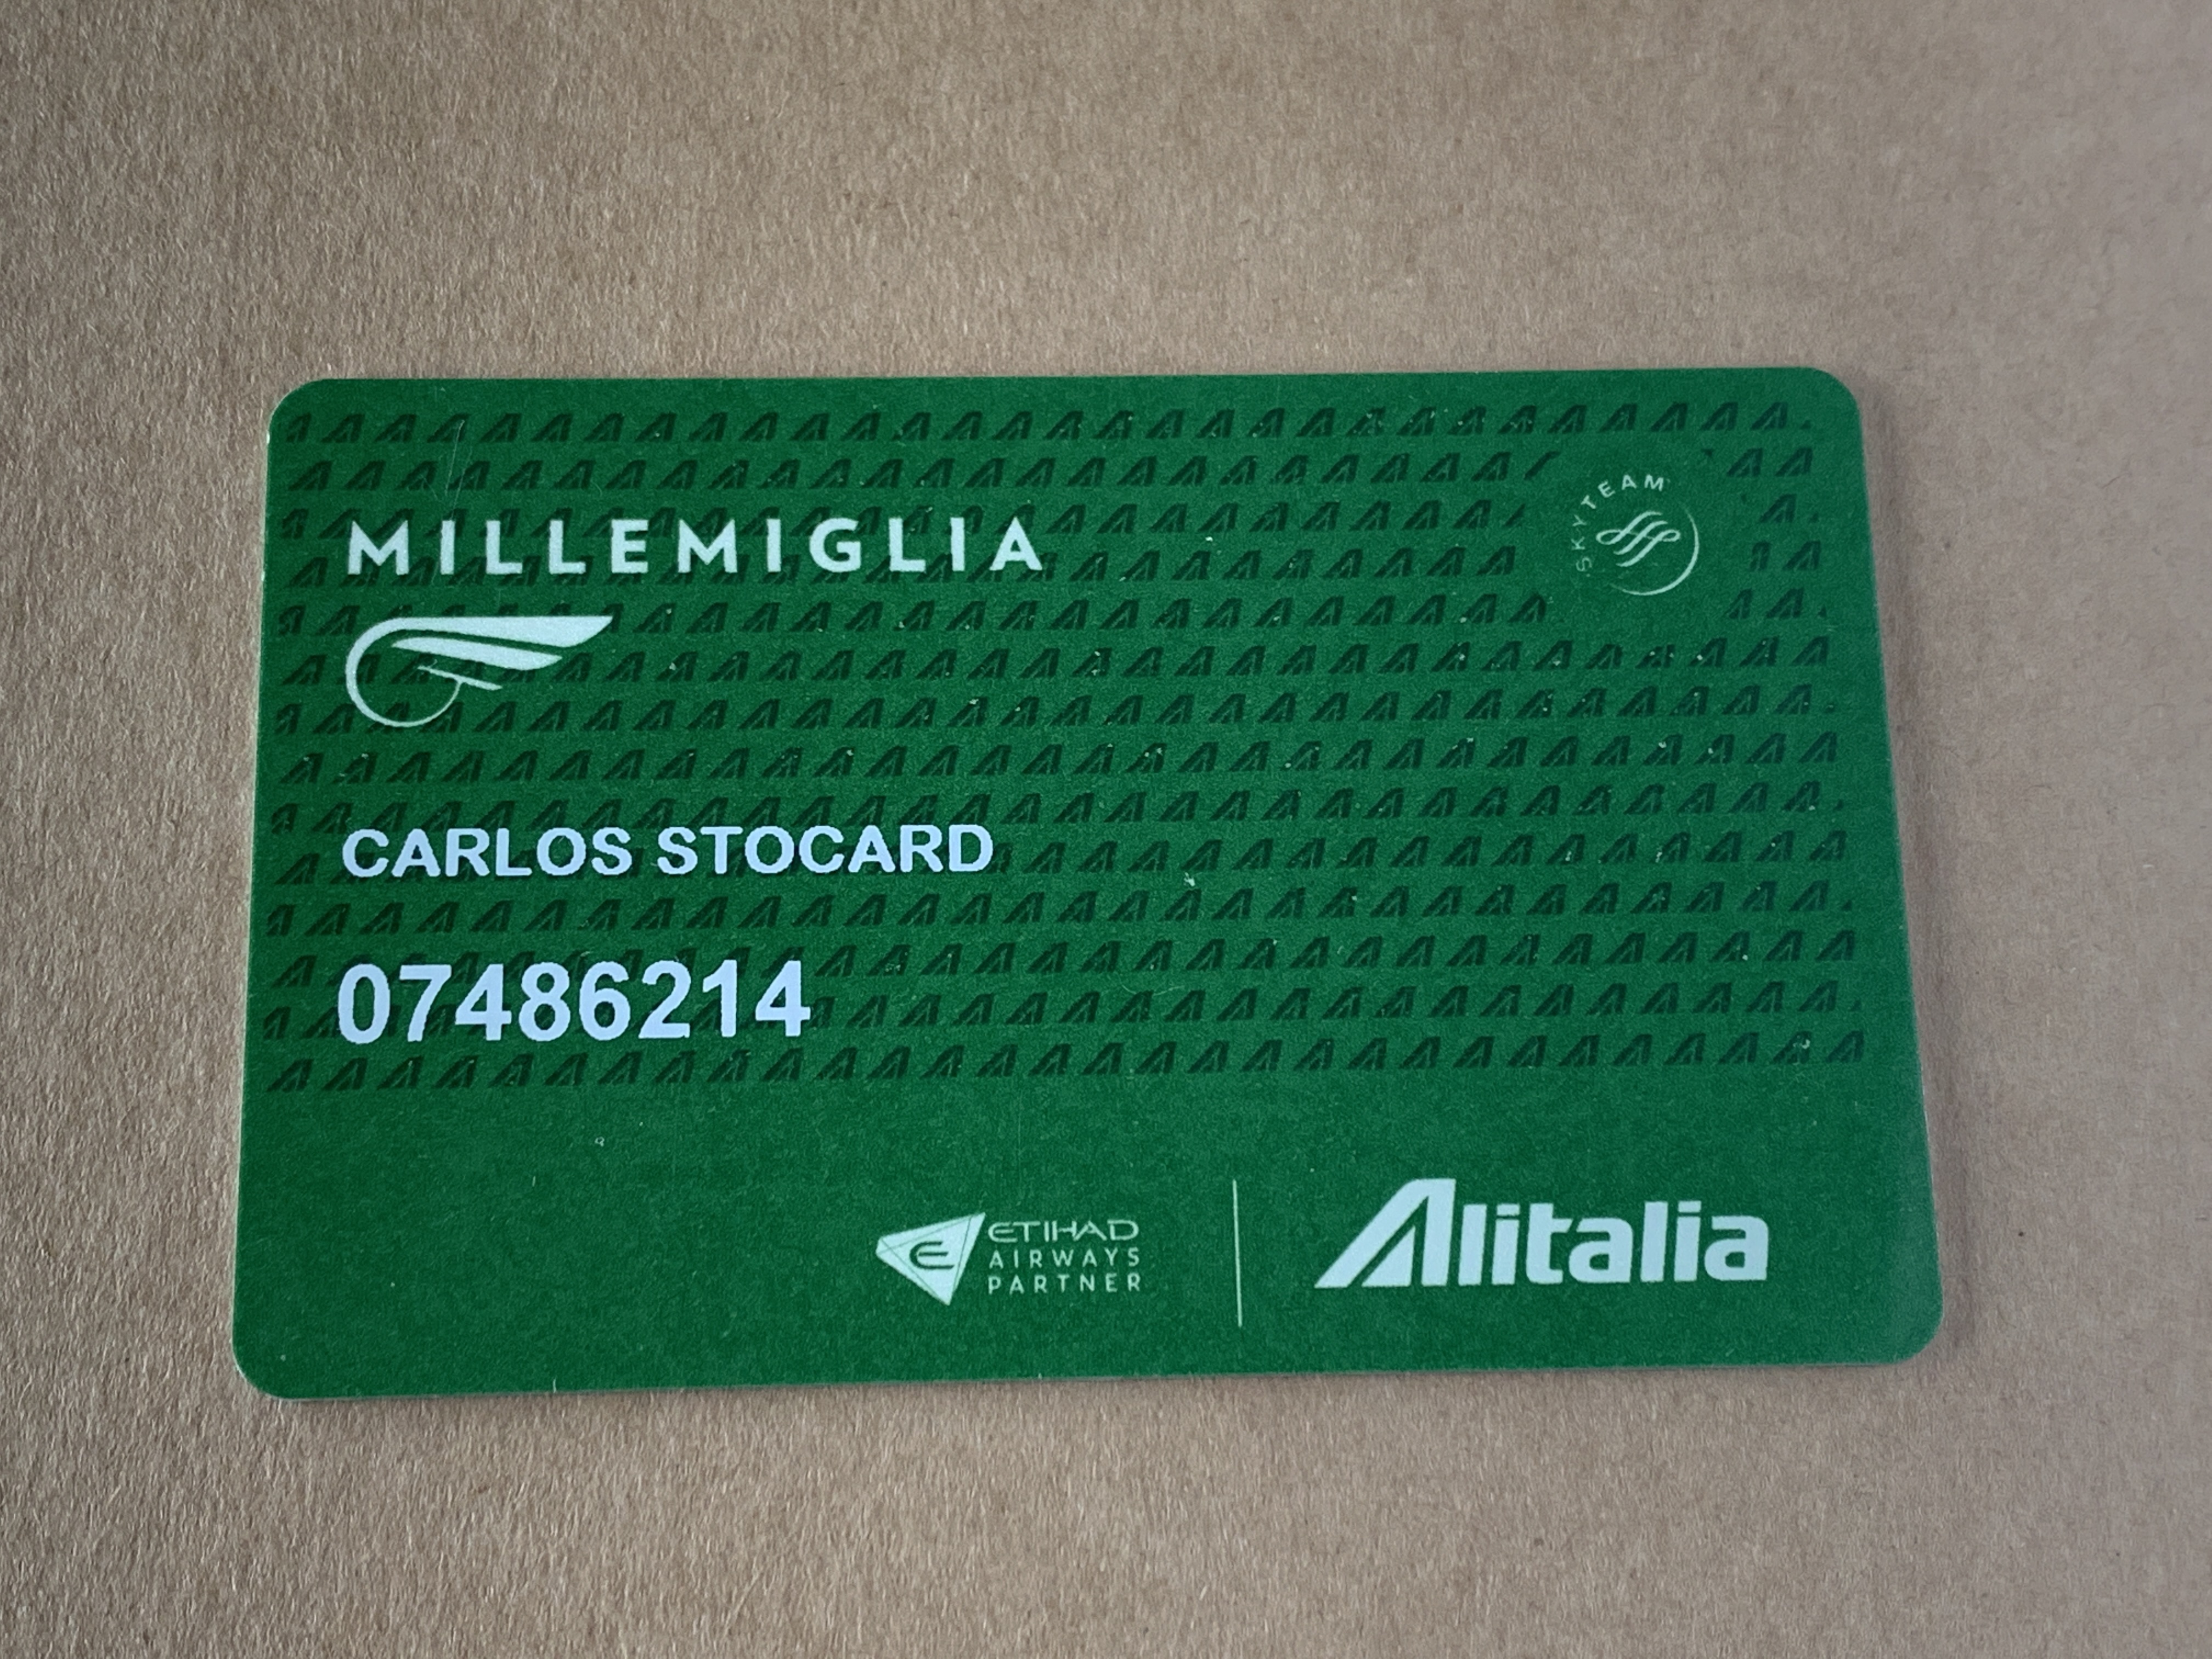 MILLEMIGLIA
SKYTEAM
CARLOS STOCARD
07486214
ETIHAD
AIRWAYS
PARTNER
Alitalia